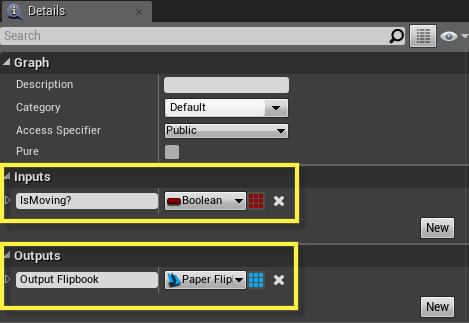 Details
Search
Graph
Description
Category Default
Access Specifier Public
Pure
Inputs
IsMoving? Boolean
New
Outputs
Output Flipbook Paper Flip
New